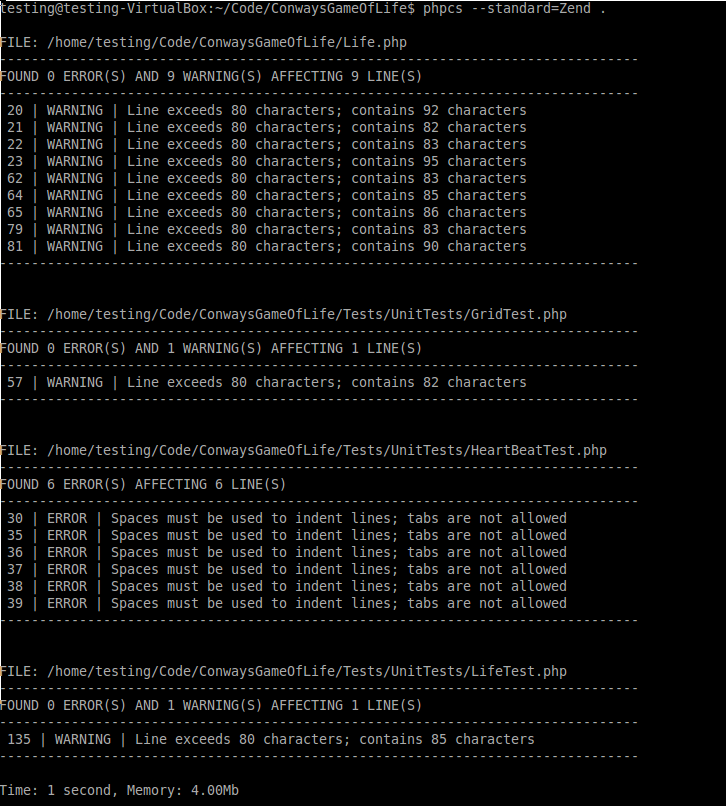 testing@testing-VirtualBox:~/Code/ConwaysGameOfLife$ phpcs --standard=Zend .
FILE: /home/testing/Code/ConwaysGameOfLife/Life.php
--------------------------------------------------------------------------------
FOUND 0 ERROR(S) AND 9 WARNING(S) AFFECTING 9 LINE(S)
--------------------------------------------------------------------------------
20 | WARNING | Line exceeds 80 characters; contains 92 characters
21 | WARNING | Line exceeds 80 characters; contains 82 characters
22 | WARNING | Line exceeds 80 characters; contains 83 characters
23 | WARNING | Line exceeds 80 characters; contains 95 characters
62 | WARNING | Line exceeds 80 characters; contains 83 characters
64 | WARNING | Line exceeds 80 characters; contains 85 characters
65 | WARNING | Line exceeds 80 characters; contains 86 characters
79 | WARNING | Line exceeds 80 characters; contains 83 characters
81 | WARNING | Line exceeds 80 characters; contains 90 characters
--------------------------------------------------------------------------------
FILE: /home/testing/Code/ConwaysGameOfLife/Tests/UnitTests/GridTest.php
--------------------------------------------------------------------------------
FOUND 0 ERROR(S) AND 1 WARNING(S) AFFECTING 1 LINE(S)
--------------------------------------------------------------------------------
57 | WARNING | Line exceeds 80 characters; contains 82 characters
--------------------------------------------------------------------------------
FILE: /home/testing/Code/ConwaysGameOfLife/Tests/UnitTests/HeartBeatTest.php
--------------------------------------------------------------------------------
FOUND 6 ERROR(S) AFFECTING 6 LINE(S)
--------------------------------------------------------------------------------
30 | ERROR | Spaces must be used to indent lines; tabs are not allowed
35 | ERROR | Spaces must be used to indent lines; tabs are not allowed
36 | ERROR | Spaces must be used to indent lines; tabs are not allowed
37 | ERROR | Spaces must be used to indent lines; tabs are not allowed
38 | ERROR | Spaces must be used to indent lines; tabs are not allowed
39 | ERROR | Spaces must be used to indent lines; tabs are not allowed
--------------------------------------------------------------------------------
FILE: /home/testing/Code/ConwaysGameOfLife/Tests/UnitTests/LifeTest.php
--------------------------------------------------------------------------------
FOUND 0 ERROR(S) AND 1 WARNING(S) AFFECTING 1 LINE(S)
--------------------------------------------------------------------------------
135 | WARNING | Line exceeds 80 characters; contains 85 characters
--------------------------------------------------------------------------------
Time: 1 second, Memory: 4.00Mb